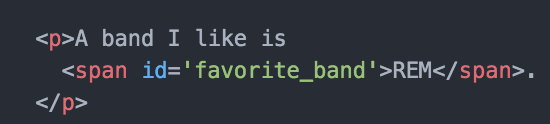 <p>A band I like is
  <span id='favorite_band'>REM</span>.
</p>